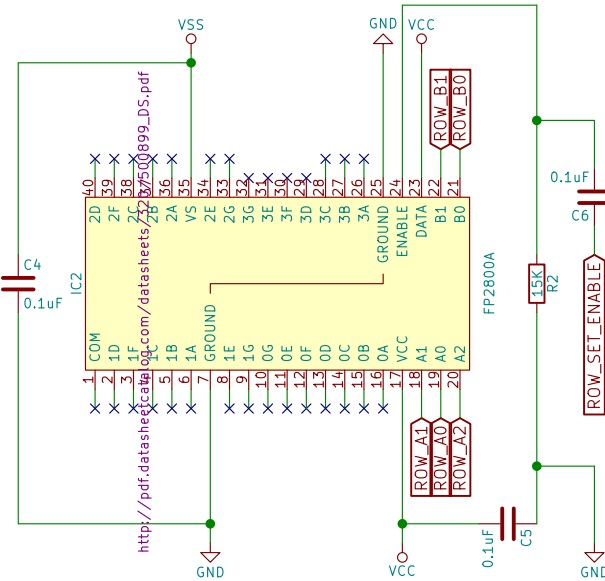 VSS
GND
VCC
ROW_B1
ROW_B0
http://pdf.datasheetcatalog.com/datasheets/320/500899_DS.pdf
40
39
38
37
36
35
34
33
32
31
30
29
28
27
26
25
24
23
22
21
2D
2F
2C
2B
2A
VS
2E
2G
3G
3E
3F
3D
3C
3B
3A
GROUND
ENABLE
DATA
B1
B0
0.1uF
C6
C4
0.1uF
IC2
FP2800A
15K
R2
ROW_SET_ENABLE
COM
1D
1F
1C
1B
1A
GROUND
1E
1G
0G
0E
0F
0D
0C
0B
0A
VCC
A1
A0
A2
1
2
3
4
5
6
7
8
9
10
11
12
13
14
15
16
17
18
19
20
ROW_A1
ROW_A0
ROW_A2
0.1uF
C5
GND
VCC
GND